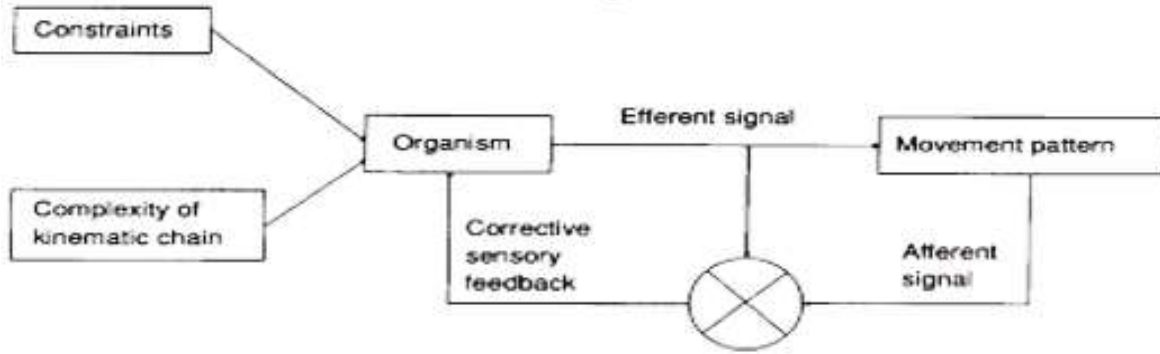 Constraints
Efferent signal
Organism
Movement pattern
Complexity of
kinematic chain
Corrective
sensory
feedback
Afferent
signal